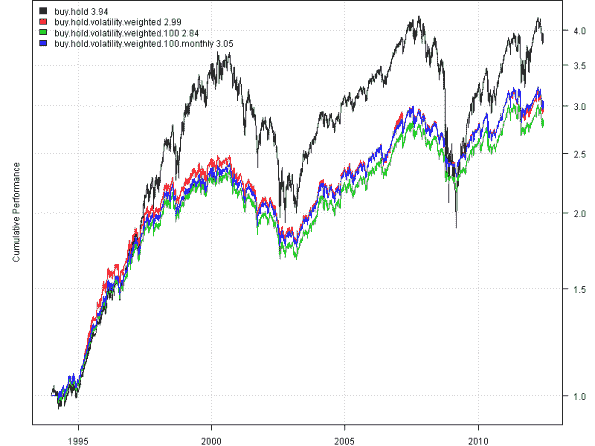 buy.hold 3.94
buy.hold.volatility.weighted 2.99
buy.hold.volatility.weighted.100 2.84
buy.hold.volatility.weighted.100.monthly 3.05
Cumulative Performance
4.0
3.5
3.0
2.5
2.0
1.5
1.0
1995 2000 2005 2010